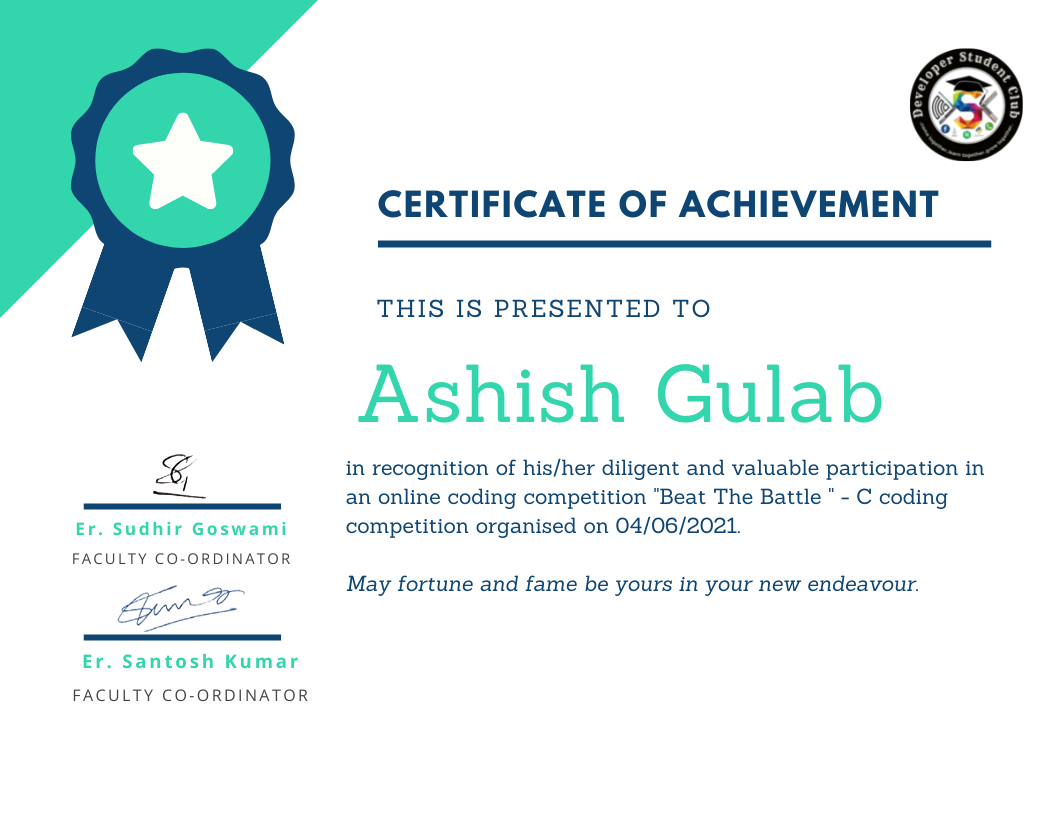 Developer Student Club
CERTIFICATE OF ACHIEVEMENT
THIS IS PRESENTED TO
Ashish Gulab
in recognition of his/her diligent and valuable participation in
an online coding competition "Beat The Battle " - C coding
competition organised on 04/06/2021.
May fortune and fame be yours in your new endeavour.
Er. Sudhir Goswami
FACULTY CO-ORDINATOR
Er. Santosh Kumar
FACULTY CO-ORDINATOR